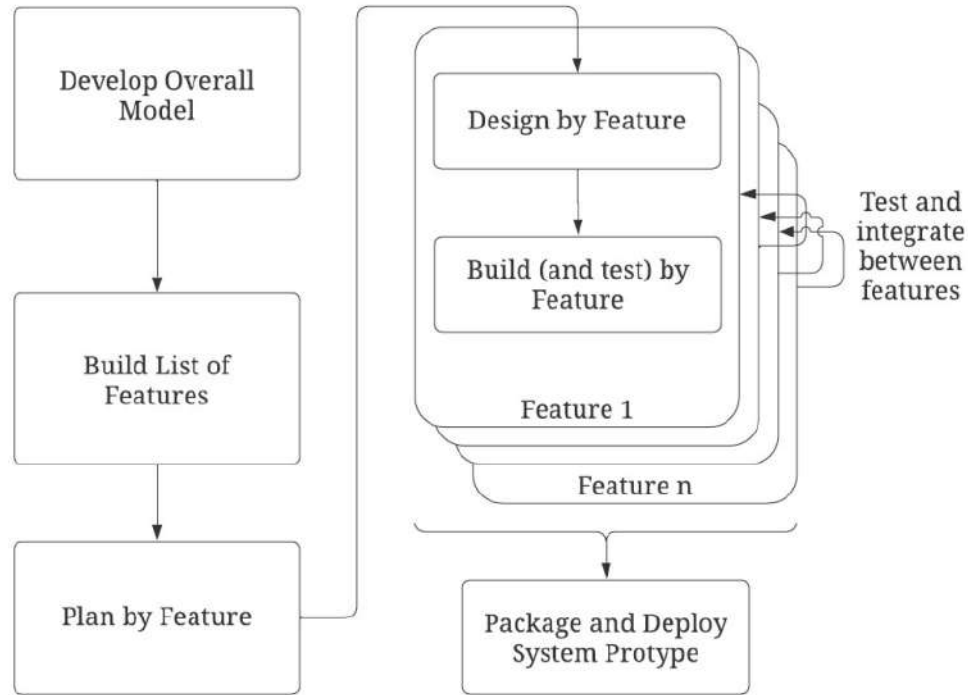 Develop Overall
Model
Build List of
Features
Plan by Feature
Design by Feature
Build (and test) by
Feature
Feature 1
Feature n
Test and
integrate
between
features
Package and Deploy
System Protype